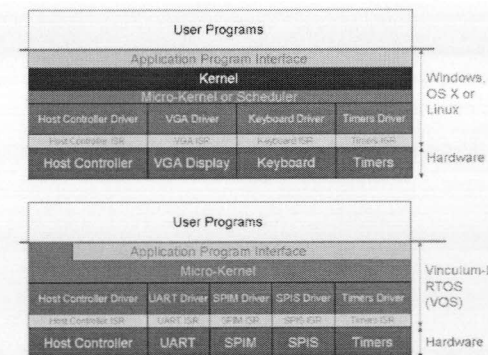 User Programs
Application Program Interface
Kernel
Micro-Kernel or Scheduler
Host Controller Driver VGA Driver Keyboard Driver Timers Driver
Host Controller ISR VGA ISR Keyboard ISR Timers ISR
Host Controller VGA Display Keyboard Timers
Windows,
OS X or
Linux
Hardware
User Programs
Application Program Interface
Micro-Kernel
Host Controller Driver UART Driver SPIM Driver SPIS Driver Timers Driver
Host Controller ISR UART ISR SPIM ISR SPIS ISR Timers ISR
Host Controller UART SPIM SPIS Timers
RTOS
(VOS)
Hardware